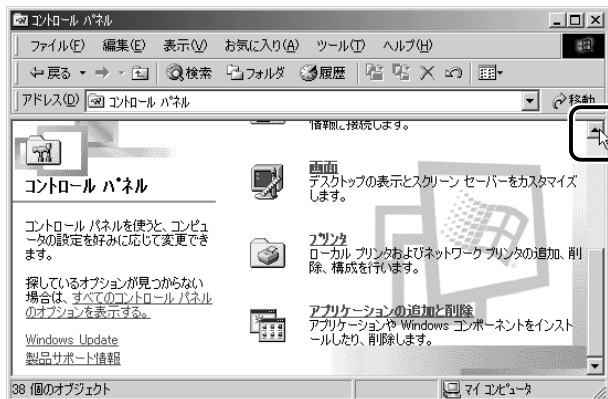 コントロール パネル
ファイル(F) 編集(E) 表示(V) お気に入り(A) ツール(T) ヘルプ(H)
戻る 検索 フォルダ 履歴
アドレス(D) コントロール パネル 移動
情報に接続します。
コントロール パネル
コントロール パネルを使うと、コンピュ
ータの設定を好みに応じて変更でき
ます。
探しているオプションが見つからない
場合は、すべてのコントロール パネル
のオプションを表示する。
Windows Update
製品サポート情報
画面
デスクトップの表示とスクリーン セーバーをカスタマイズ
します。
プリンタ
ローカル プリンタおよびネットワーク プリンタの追加、削
除、構成を行います。
アプリケーションの追加と削除
アプリケーションや Windows コンポーネントをインスト
ールしたり、削除します。
38 個のオブジェクト マイ コンピュータ